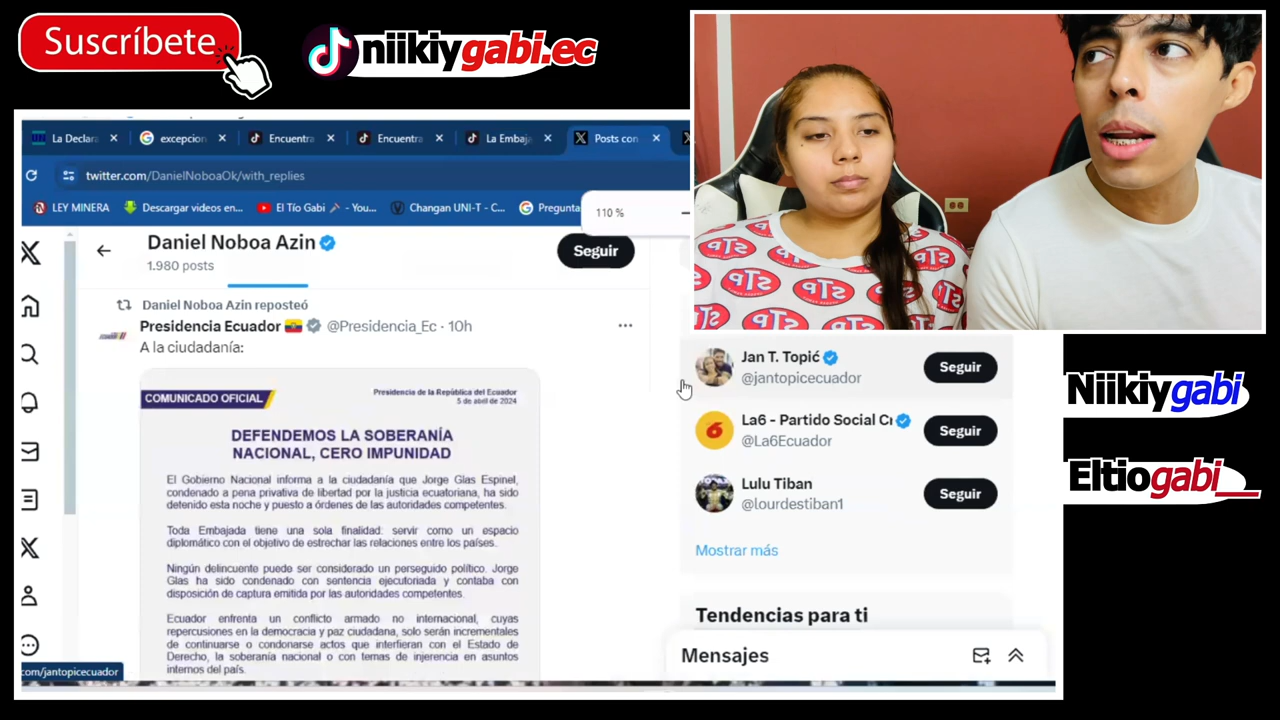 Suscríbete
niikiygabi.ec
La Declara
excepcion
Encuentra
Encuentra
La Embaja
Posts con
twitter.com/DanielNoboaOk/with_replies
LEY MINERA
Descargar videos en...
El Tío Gabi - You...
Changan UNI-T - C...
Pregunta
110 %
Daniel Noboa Azin
1.980 posts
Seguir
Daniel Noboa Azin reposteó
Presidencia Ecuador @Presidencia_Ec · 10h
A la ciudadanía:
COMUNICADO OFICIAL
Presidencia de la República del Ecuador
5 de abril de 2024
DEFENDEMOS LA SOBERANÍA
NACIONAL, CERO IMPUNIDAD
El Gobierno Nacional informa a la ciudadanía que Jorge Glas Espinel,
condenado a pena privativa de libertad por la justicia ecuatoriana, ha sido
detenido esta noche y puesto a órdenes de las autoridades competentes.
Toda Embajada tiene una sola finalidad: servir como un espacio
diplomático con el objetivo de estrechar las relaciones entre los países.
Ningún delincuente puede ser considerado un perseguido político. Jorge
Glas ha sido condenado con sentencia ejecutoriada y contaba con
disposición de captura emitida por las autoridades competentes.
Ecuador enfrenta un conflicto armado no internacional, cuyas
repercusiones en la democracia y paz ciudadana, solo serán incrementales
de continuarse o condonarse actos que interfieran con el Estado de
Derecho, la soberanía nacional o con temas de injerencia en asuntos
internos del país.
com/jantopicecuador
Jan T. Topić
@jantopicecuador
Seguir
La6 - Partido Social Cr
@La6Ecuador
Seguir
Lulu Tiban
@lourdestiban1
Seguir
Mostrar más
Tendencias para ti
Mensajes
STP
STP
STP
STP
STP
Niikiygabi
Eltiogabi__